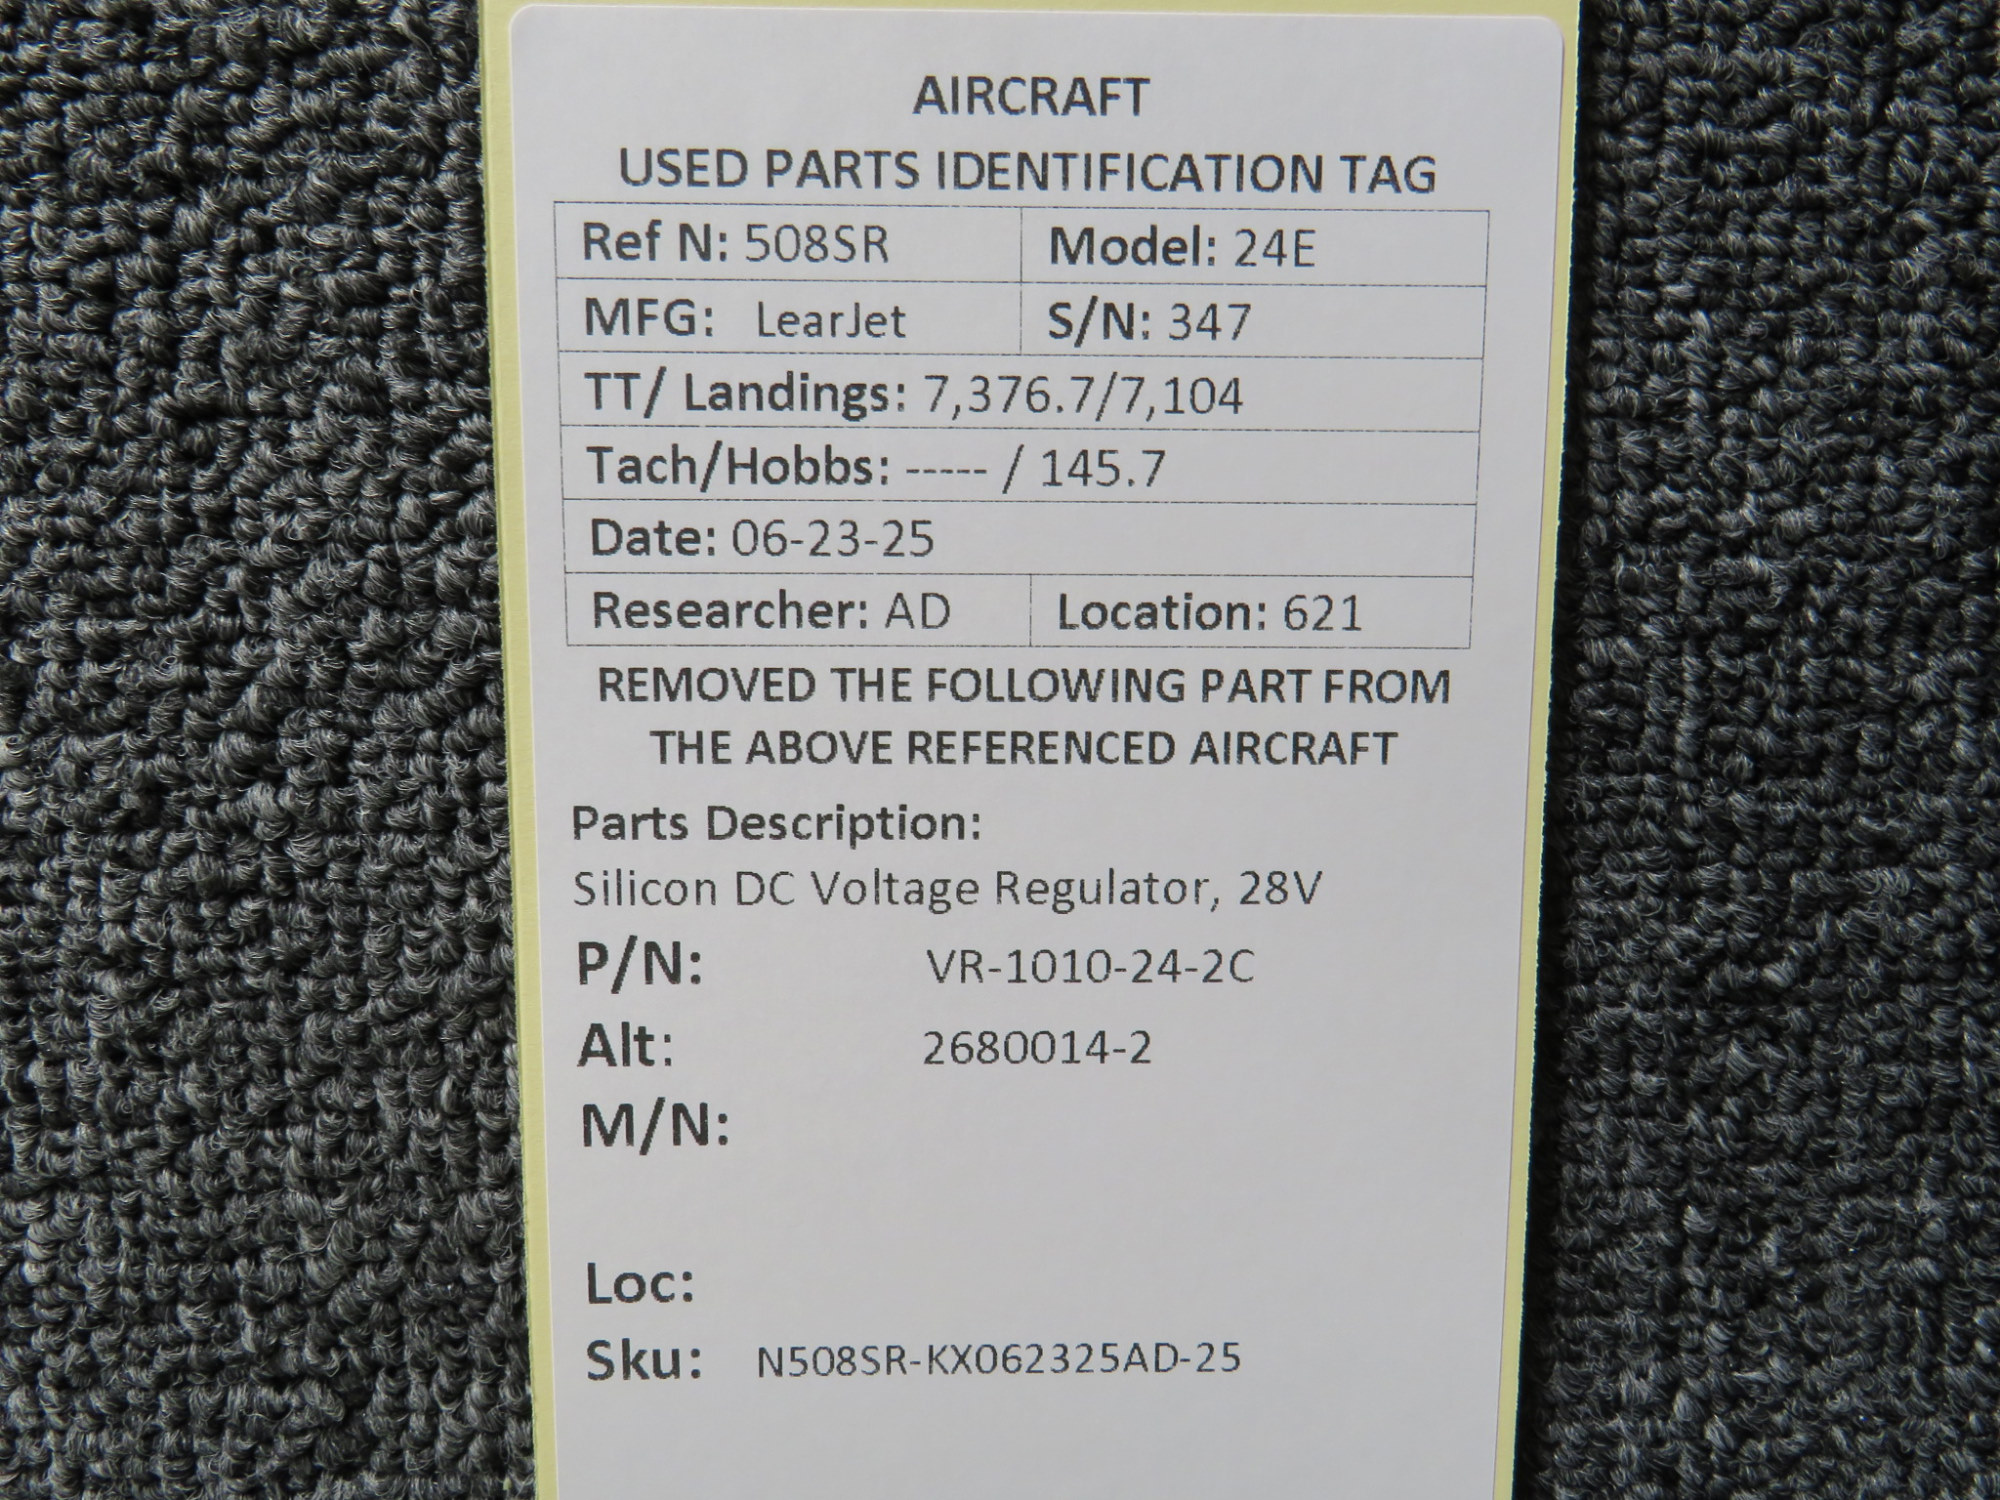 AIRCRAFT
USED PARTS IDENTIFICATION TAG
Ref N: 508SR Model: 24E
MFG: LearJet S/N: 347
TT/ Landings: 7,376.7/7,104
Tach/Hobbs: ----- / 145.7
Date: 06-23-25
Researcher: AD Location: 621
REMOVED THE FOLLOWING PART FROM
THE ABOVE REFERENCED AIRCRAFT
Parts Description:
Silicon DC Voltage Regulator, 28V
P/N: VR-1010-24-2C
Alt: 2680014-2
M/N:
Loc:
Sku: N508SR-KX062325AD-25